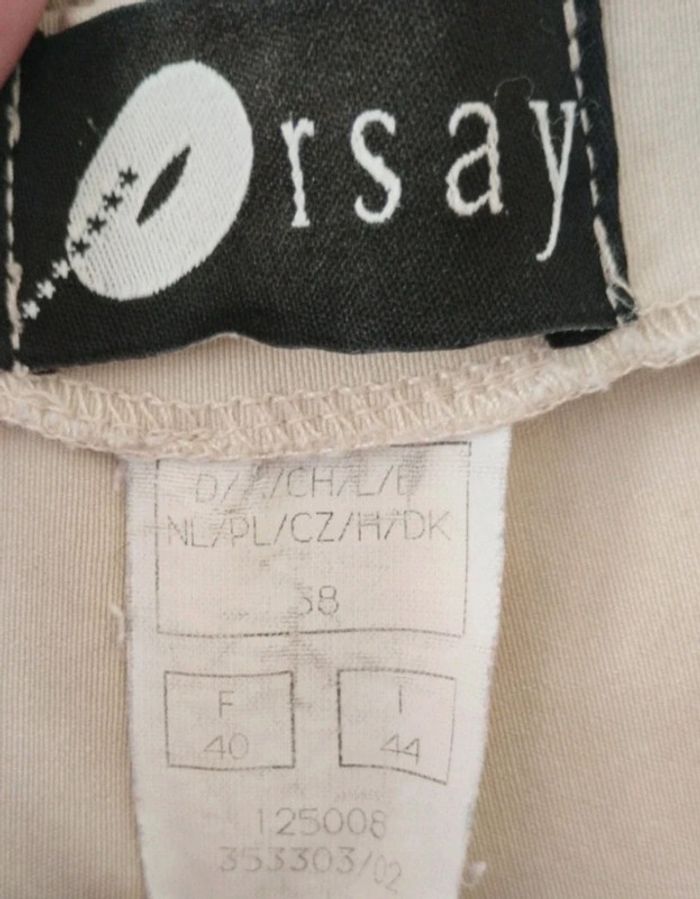 Orsay
D/A/CH/L/B
NL/PL/CZ/H/DK
38
F
40
I
44
125008
353303/02